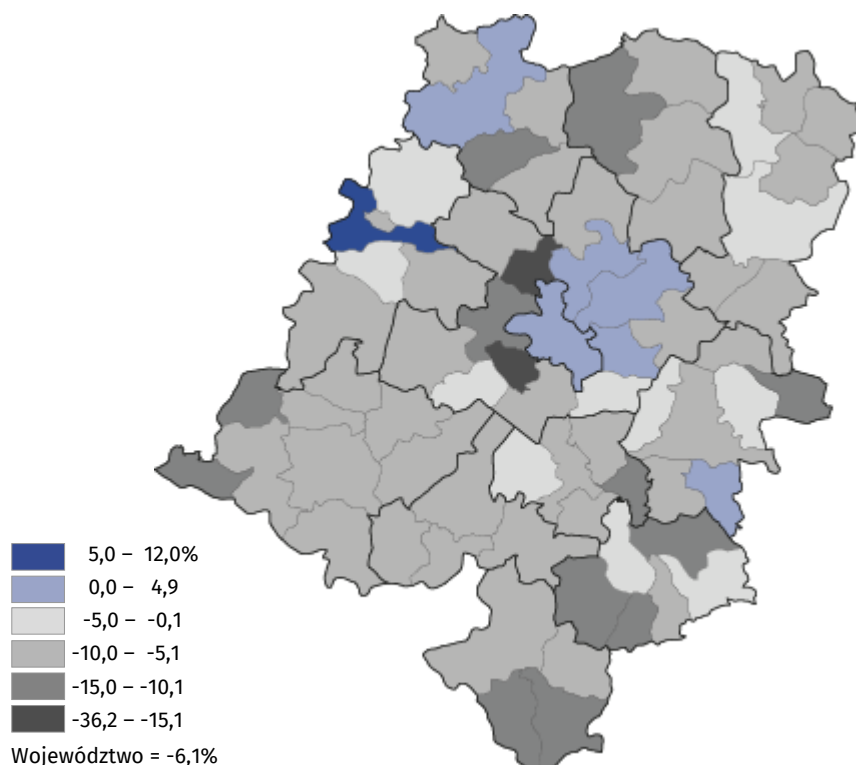 5,0 – 12,0%
0,0 – 4,9
-5,0 – -0,1
-10,0 – -5,1
-15,0 – -10,1
-36,2 – -15,1
Województwo = -6,1%